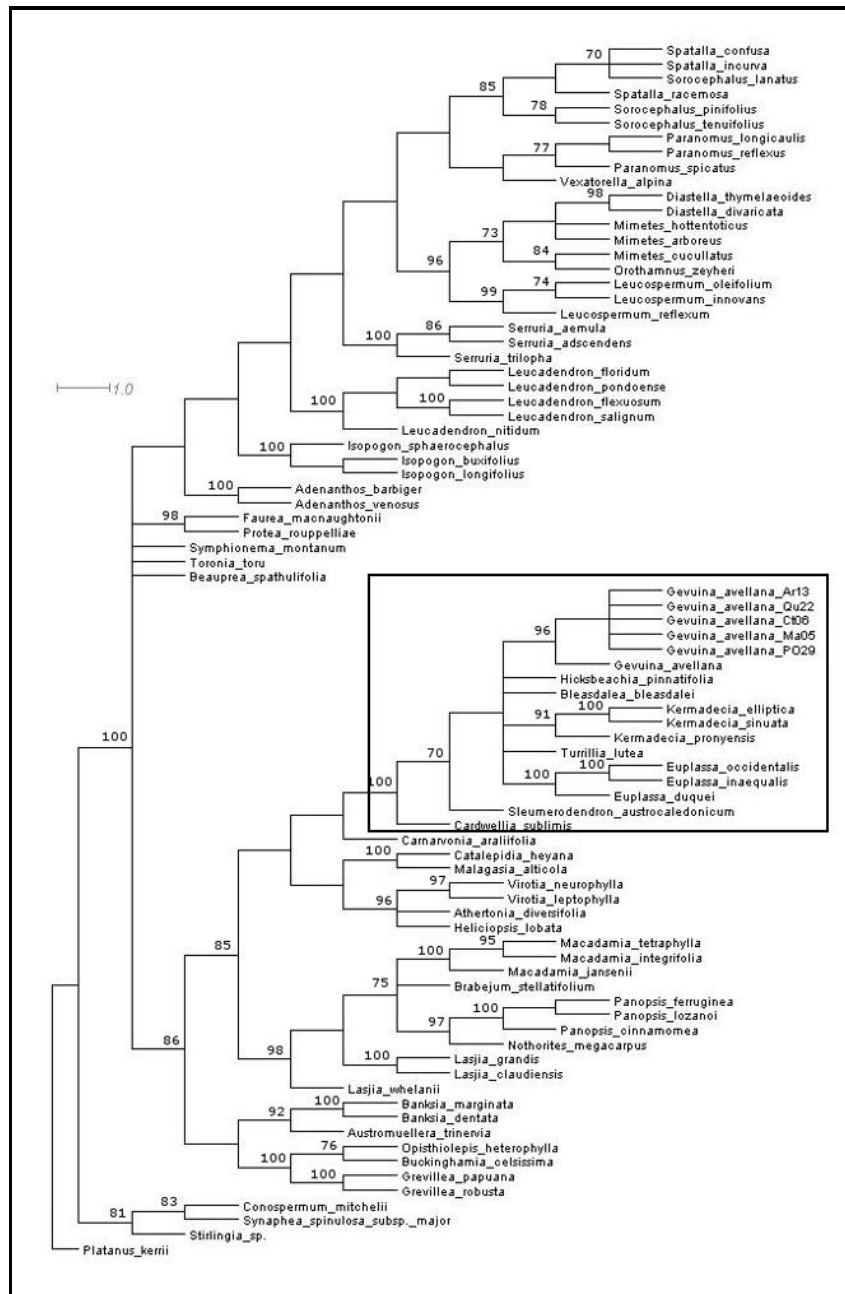 70
Spatalla_confusa
Spatalla_incurva
85
Sorocephalus_lanatus
Spatalla_racemosa
78
Sorocephalus_pinifolius
Sorocephalus_tenuifolius
Paranomus_longicaulis
77
Paranomus_reflexus
Paranomus_spicatus
Vexatorella_alpina
98
Diastella_thymelaeoides
Diastella_divaricata
73
Mimetes_hottentoticus
Mimetes_arboreus
96
84
Mimetes_cucullatus
Orothamnus_zeyheri
74
Leucospermum_oleifolium
99
Leucospermum_innovans
Leucospermum_reflexum
86
Serruria_aemula
100
Serruria_adscendens
Serruria_trilopha
Leucadendron_floridum
1.0
Leucadendron_pondoense
100
100
Leucadendron_flexuosum
Leucadendron_salignum
Leucadendron_nitidum
100
Isopogon_sphaerocephalus
Isopogon_buxifolius
Isopogon_longifolius
100
Adenanthos_barbiger
Adenanthos_venosus
98
Faurea_macnaughtonii
Protea_rouppelliae
Symphionema_montanum
Toronia_toru
Beauprea_spathulifolia
Gevuina_avellana_Ar13
Gevuina_avellana_Qu22
Gevuina_avellana_Ct06
96
Gevuina_avellana_Ma05
Gevuina_avellana_PO29
Gevuina_avellana
Hicksbeachia_pinnatifolia
Bleasdalea_bleasdalei
100
Kermadecia_elliptica
91
Kermadecia_sinuata
Kermadecia_pronyensis
100
70
Turrillia_lutea
100
Euplassa_occidentalis
100
100
Euplassa_inaequalis
Euplassa_duquei
Sleumerodendron_austrocaledonicum
Cardwellia_sublimis
Carnarvonia_araliifolia
100
Catalepidia_heyana
Malagasia_alticola
97
Virotia_neurophylla
96
Virotia_leptophylla
Athertonia_diversifolia
Heliciopsis_lobata
85
95
Macadamia_tetraphylla
100
Macadamia_integrifolia
Macadamia_jansenii
75
Brabejum_stellatifolium
100
Panopsis_ferruginea
Panopsis_lozanoi
97
Panopsis_cinnamomea
Nothorites_megacarpus
86
98
100
Lasjia_grandis
Lasjia_claudiensis
Lasjia_whelanii
100
Banksia_marginata
92
Banksia_dentata
Austromuellera_trinervia
76
Opisthiolepis_heterophylla
100
Buckinghamia_celsissima
100
Grevillea_papuana
Grevillea_robusta
83
Conospermum_mitchelii
81
Synaphea_spinulosa_subsp._major
Stirlingia_sp.
Platanus_kerrii